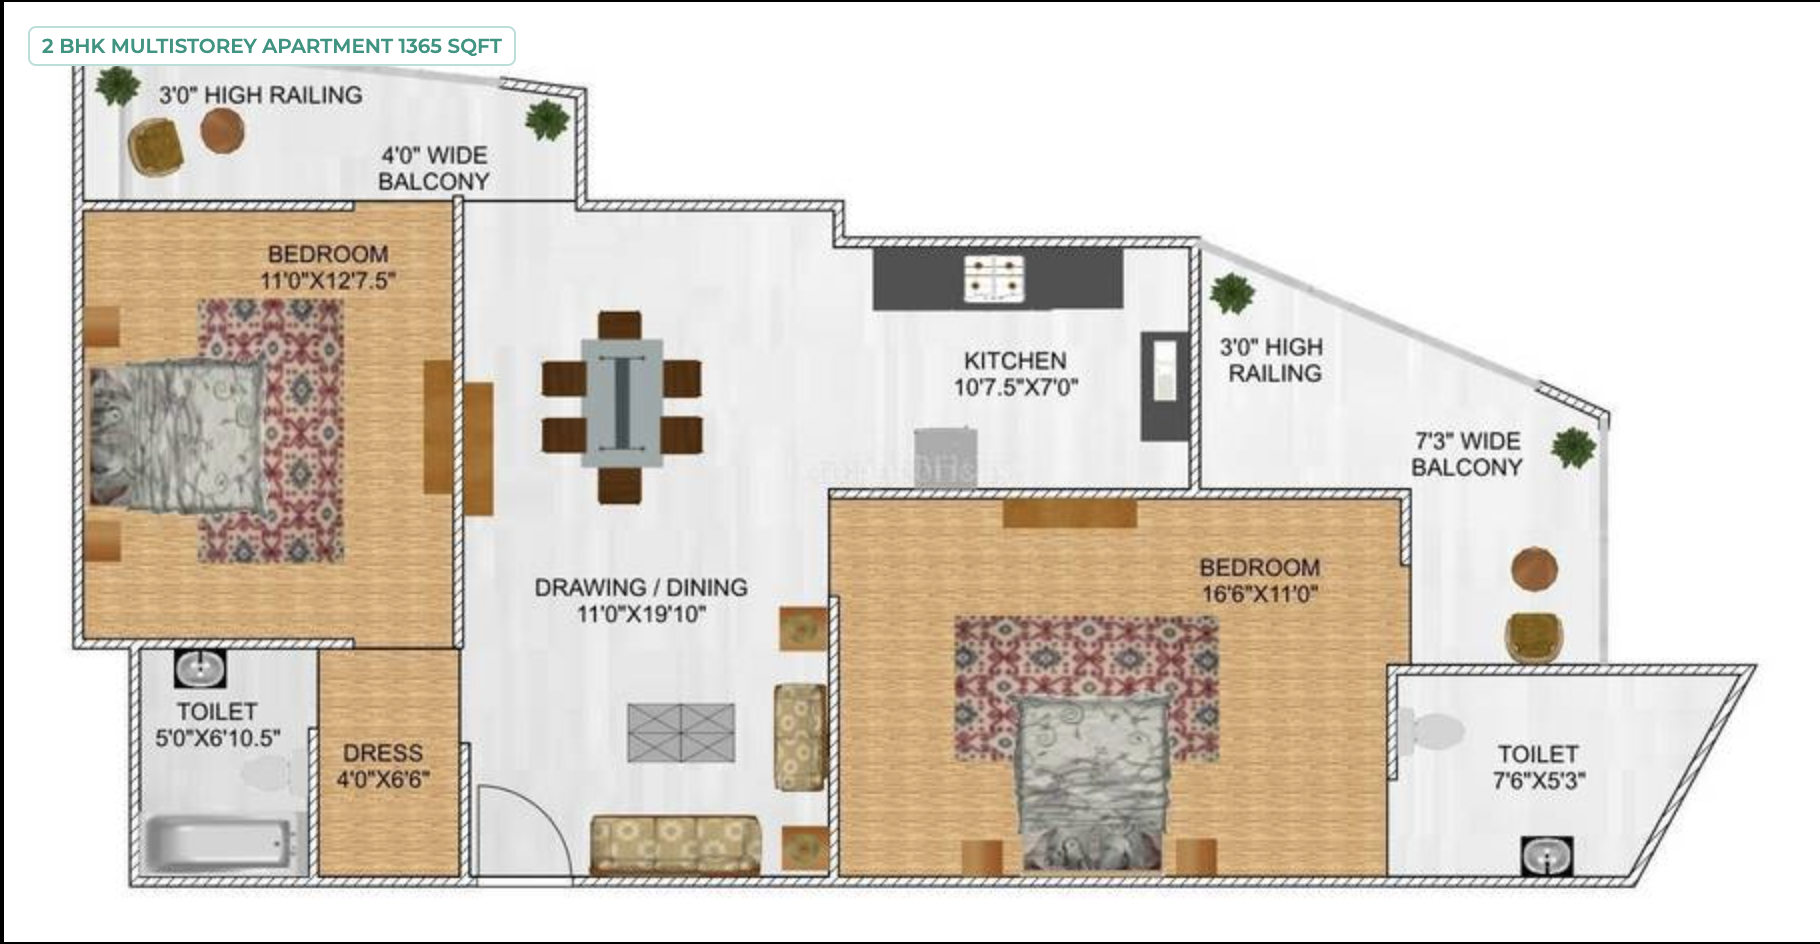 2 BHK MULTISTOREY APARTMENT 1365 SQFT
3'0" HIGH RAILING
4'0" WIDE
BALCONY
BEDROOM
11'0"X12'7.5"
KITCHEN
10'7.5"X7'0"
3'0" HIGH
RAILING
7'3" WIDE
BALCONY
DRAWING / DINING
11'0"X19'10"
BEDROOM
16'6"X11'0"
TOILET
5'0"X6'10.5"
DRESS
4'0"X6'6"
TOILET
7'6"X5'3"